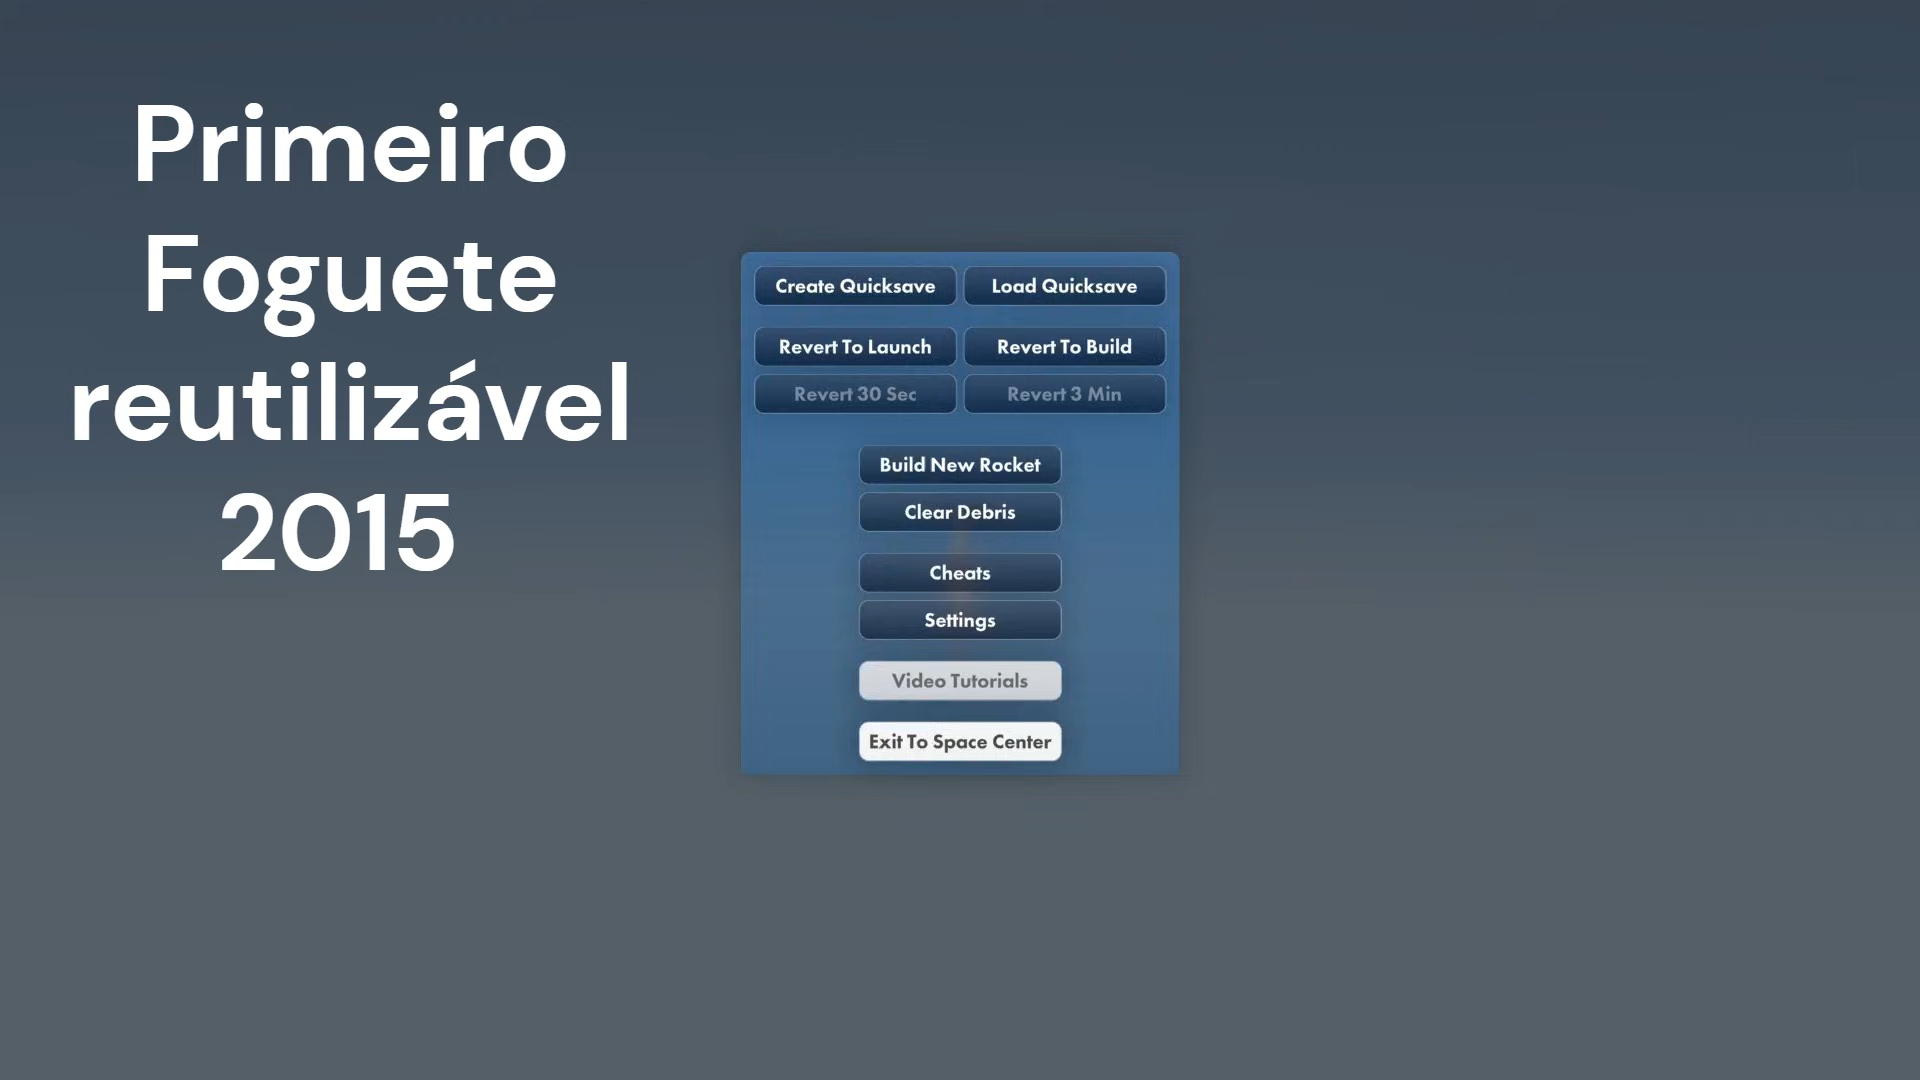 Primeiro
Foguete
reutilizável
2015
Create Quicksave
Load Quicksave
Revert To Launch
Revert To Build
Revert 30 Sec
Revert 3 Min
Build New Rocket
Clear Debris
Cheats
Settings
Video Tutorials
Exit To Space Center